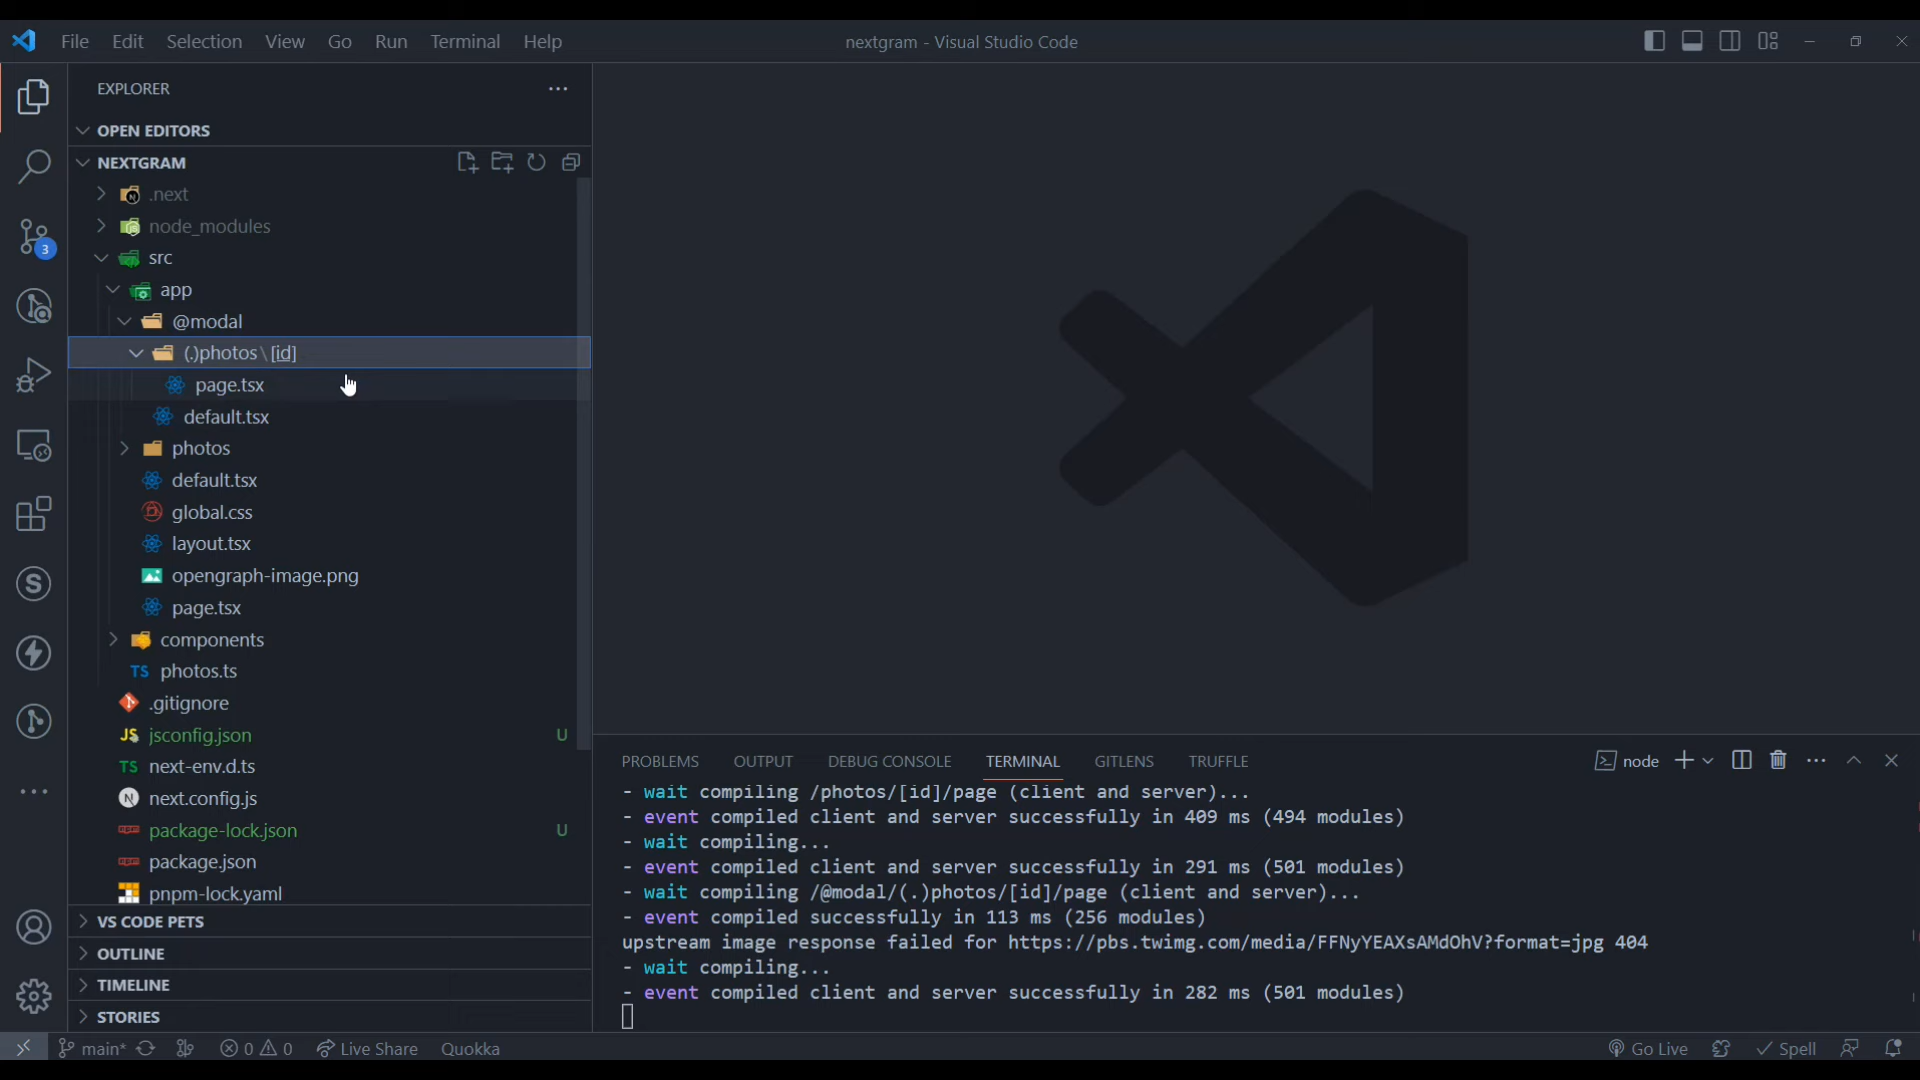 File Edit Selection View Go Run Terminal Help
nextgram - Visual Studio Code
EXPLORER
OPEN EDITORS
NEXTGRAM
.next
node_modules
src
app
@modal
(.)photos\[id]
page.tsx
default.tsx
photos
default.tsx
global.css
layout.tsx
opengraph-image.png
page.tsx
components
TS photos.ts
.gitignore
JS jsconfig.json U
TS next-env.d.ts
N next.config.js
package-lock.json U
package.json
pnpm-lock.yaml
VS CODE PETS
OUTLINE
TIMELINE
STORIES
3
S
PROBLEMS OUTPUT DEBUG CONSOLE TERMINAL GITLENS TRUFFLE
node
- wait compiling /photos/[id]/page (client and server)...
- event compiled client and server successfully in 409 ms (494 modules)
- wait compiling...
- event compiled client and server successfully in 291 ms (501 modules)
- wait compiling /@modal/(.)photos/[id]/page (client and server)...
- event compiled successfully in 113 ms (256 modules)
upstream image response failed for https://pbs.twimg.com/media/FFNyYEAXsAMdOhV?format=jpg 404
- wait compiling...
- event compiled client and server successfully in 282 ms (501 modules)
main* 0 0 Live Share Quokka
Go Live Spell